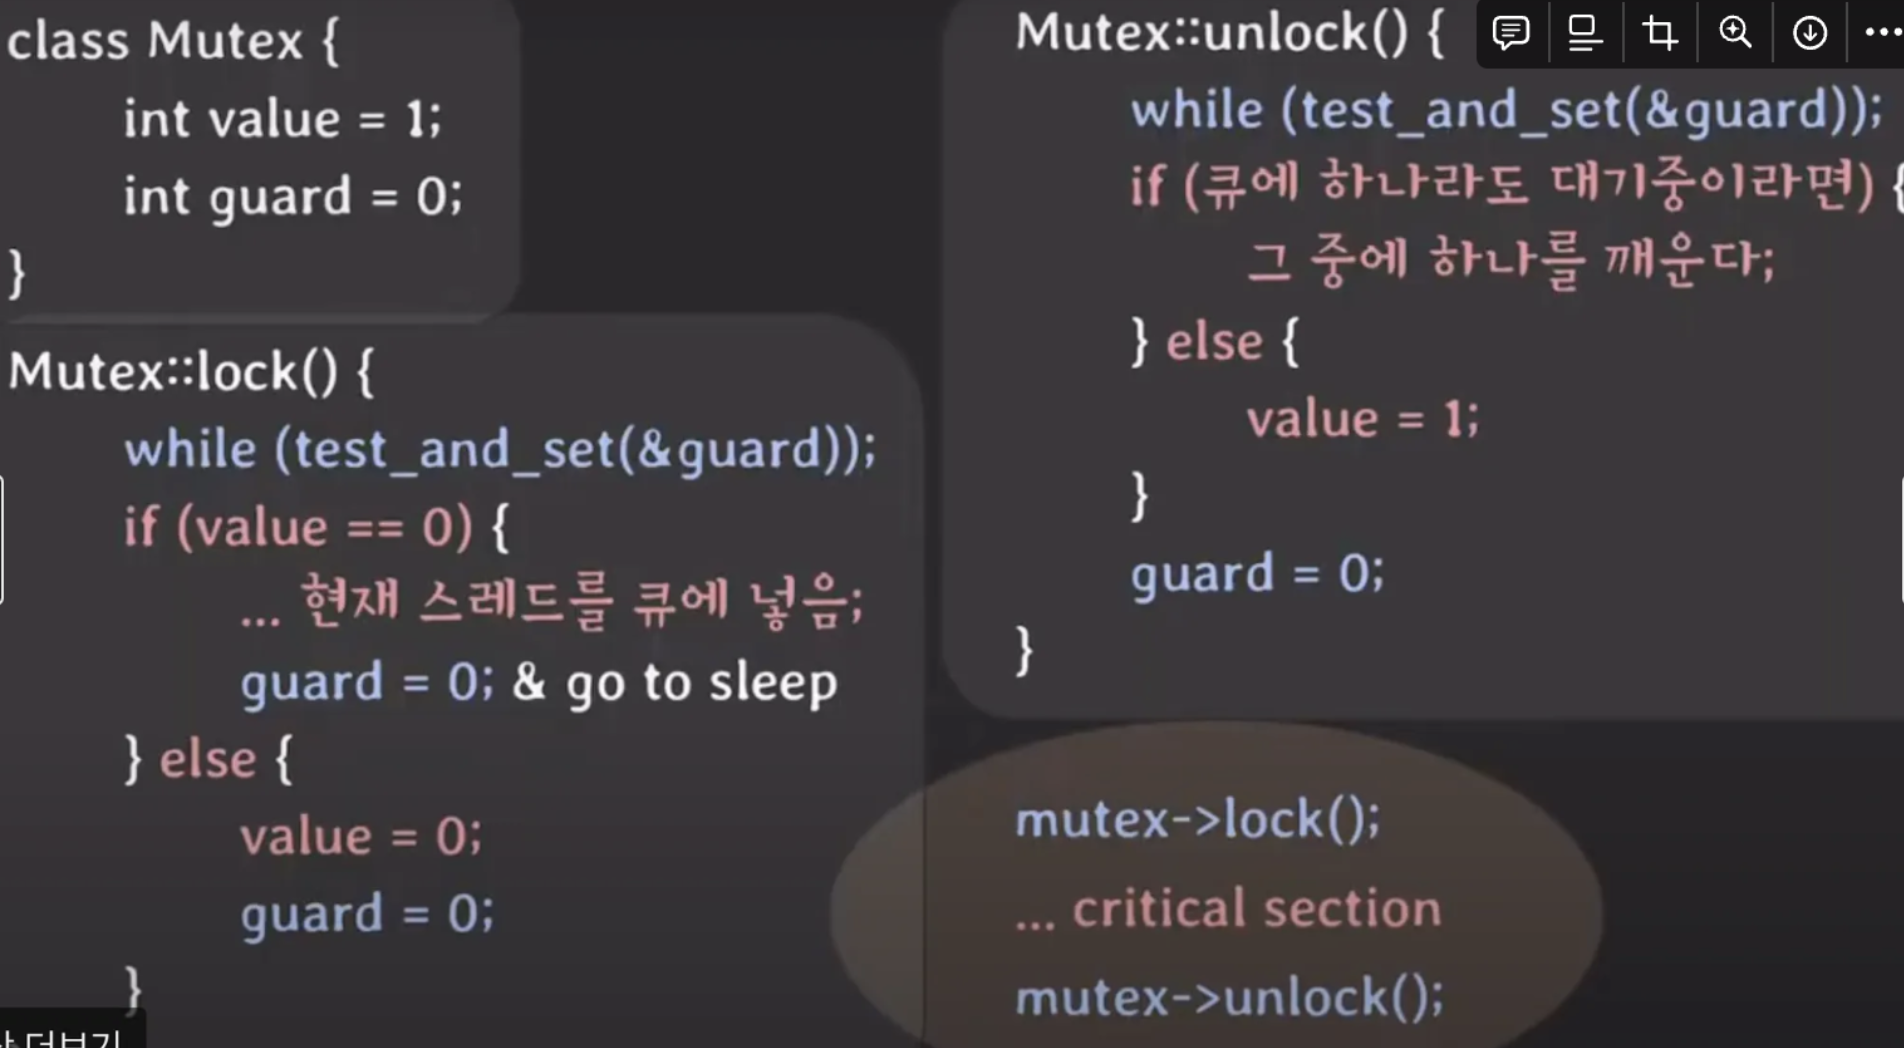 class Mutex {
int value = 1;
int guard = 0;
}
Mutex::lock() {
while (test_and_set(&guard));
if (value == 0) {
... 현재 스레드를 큐에 넣음;
guard = 0; & go to sleep
} else {
value = 0;
guard = 0;
}
더보기
Mutex::unlock() {
while (test_and_set(&guard));
if (큐에 하나라도 대기중이라면) {
그 중에 하나를 깨운다;
} else {
value = 1;
}
guard = 0;
}
mutex->lock();
... critical section
mutex->unlock();